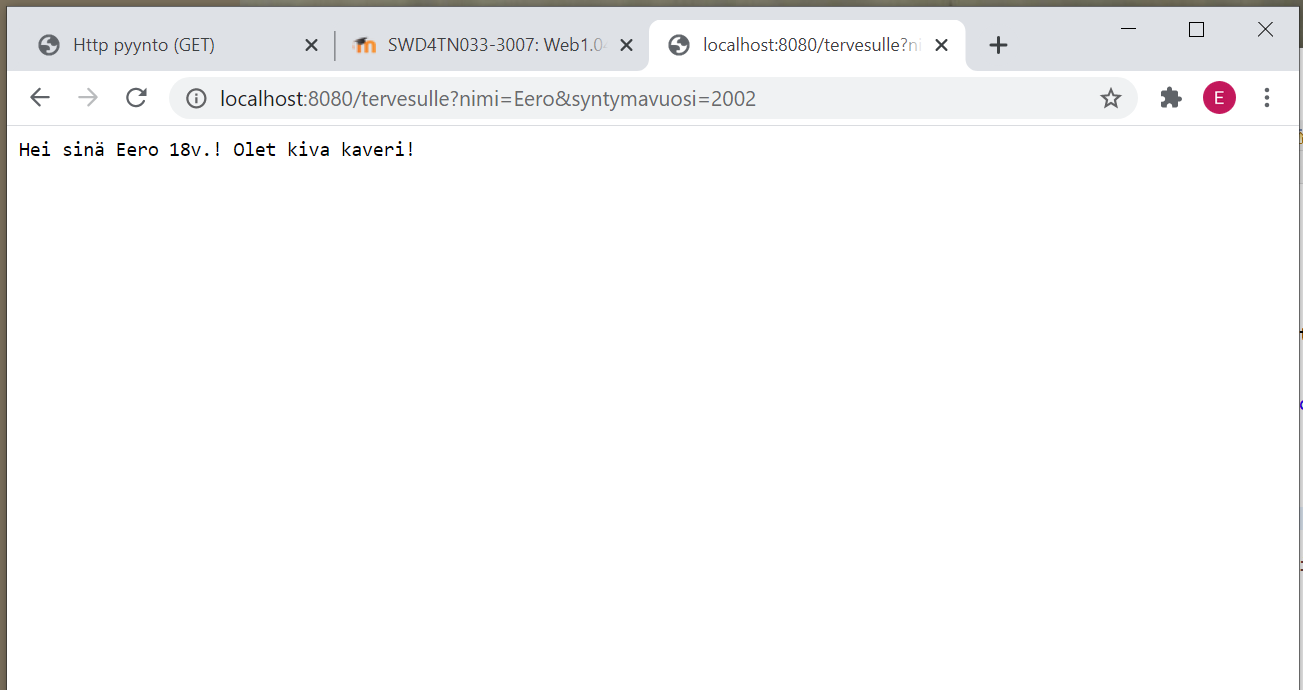 Http pyynto (GET)
SWD4TN033-3007: Web1.0
localhost:8080/tervesulle?ni
localhost:8080/tervesulle?nimi=Eero&syntymavuosi=2002
E
Hei sinä Eero 18v.! Olet kiva kaveri!